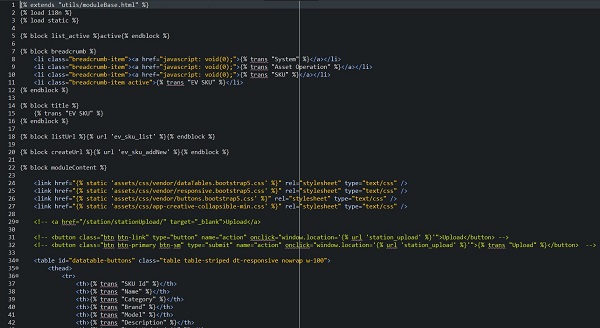 1 {% extends "utils/moduleBase.html" %}
2 {% load i18n %}
3 {% load static %}
4
5 {% block list_active %}active{% endblock %}
6
7 {% block breadcrumb %}
8 <li class="breadcrumb-item"><a href="javascript: void(0);">{% trans "System" %}</a></li>
9 <li class="breadcrumb-item"><a href="javascript: void(0);">{% trans "Asset Operation" %}</a></li>
10 <li class="breadcrumb-item"><a href="javascript: void(0);">{% trans "SKU" %}</a></li>
11 <li class="breadcrumb-item active">{% trans "EV SKU" %}</li>
12 {% endblock %}
13
14 {% block title %}
15 {% trans "EV SKU" %}
16 {% endblock %}
17
18 {% block listUrl %}{% url 'ev_sku_list' %}{% endblock %}
19
20 {% block createUrl %}{% url 'ev_sku_addNew' %}{% endblock %}
21
22 {% block moduleContent %}
23
24 <link href="{% static 'assets/css/vendor/dataTables.bootstrap5.css' %}" rel="stylesheet" type="text/css" />
25 <link href="{% static 'assets/css/vendor/responsive.bootstrap5.css' %}" rel="stylesheet" type="text/css" />
26 <link href="{% static 'assets/css/vendor/buttons.bootstrap5.css' %}" rel="stylesheet" type="text/css" />
27 <link href="{% static 'assets/css/app-creative-collapsible-min.css' %}" rel="stylesheet" type="text/css" />
28
29 <!-- <a href="/station/stationUpload/" target="_blank">Upload</a>
30
31 <!-- <button class="btn btn-link" type="button" name="action" onclick="window.location='{% url 'station_upload' %}'">Upload</button> -->
32 <!-- <button class="btn btn-primary btn-sm" type="submit" name="action" onclick="window.location='{% url 'station_upload' %}'">{% trans "Upload" %}</button> -->
33
34 <table id="datatable-buttons" class="table table-striped dt-responsive nowrap w-100">
35 <thead>
36 <tr>
37 <th>{% trans "SKU Id" %}</th>
38 <th>{% trans "Name" %}</th>
39 <th>{% trans "Category" %}</th>
40 <th>{% trans "Brand" %}</th>
41 <th>{% trans "Model" %}</th>
42 <th>{% trans "Description" %}</th>